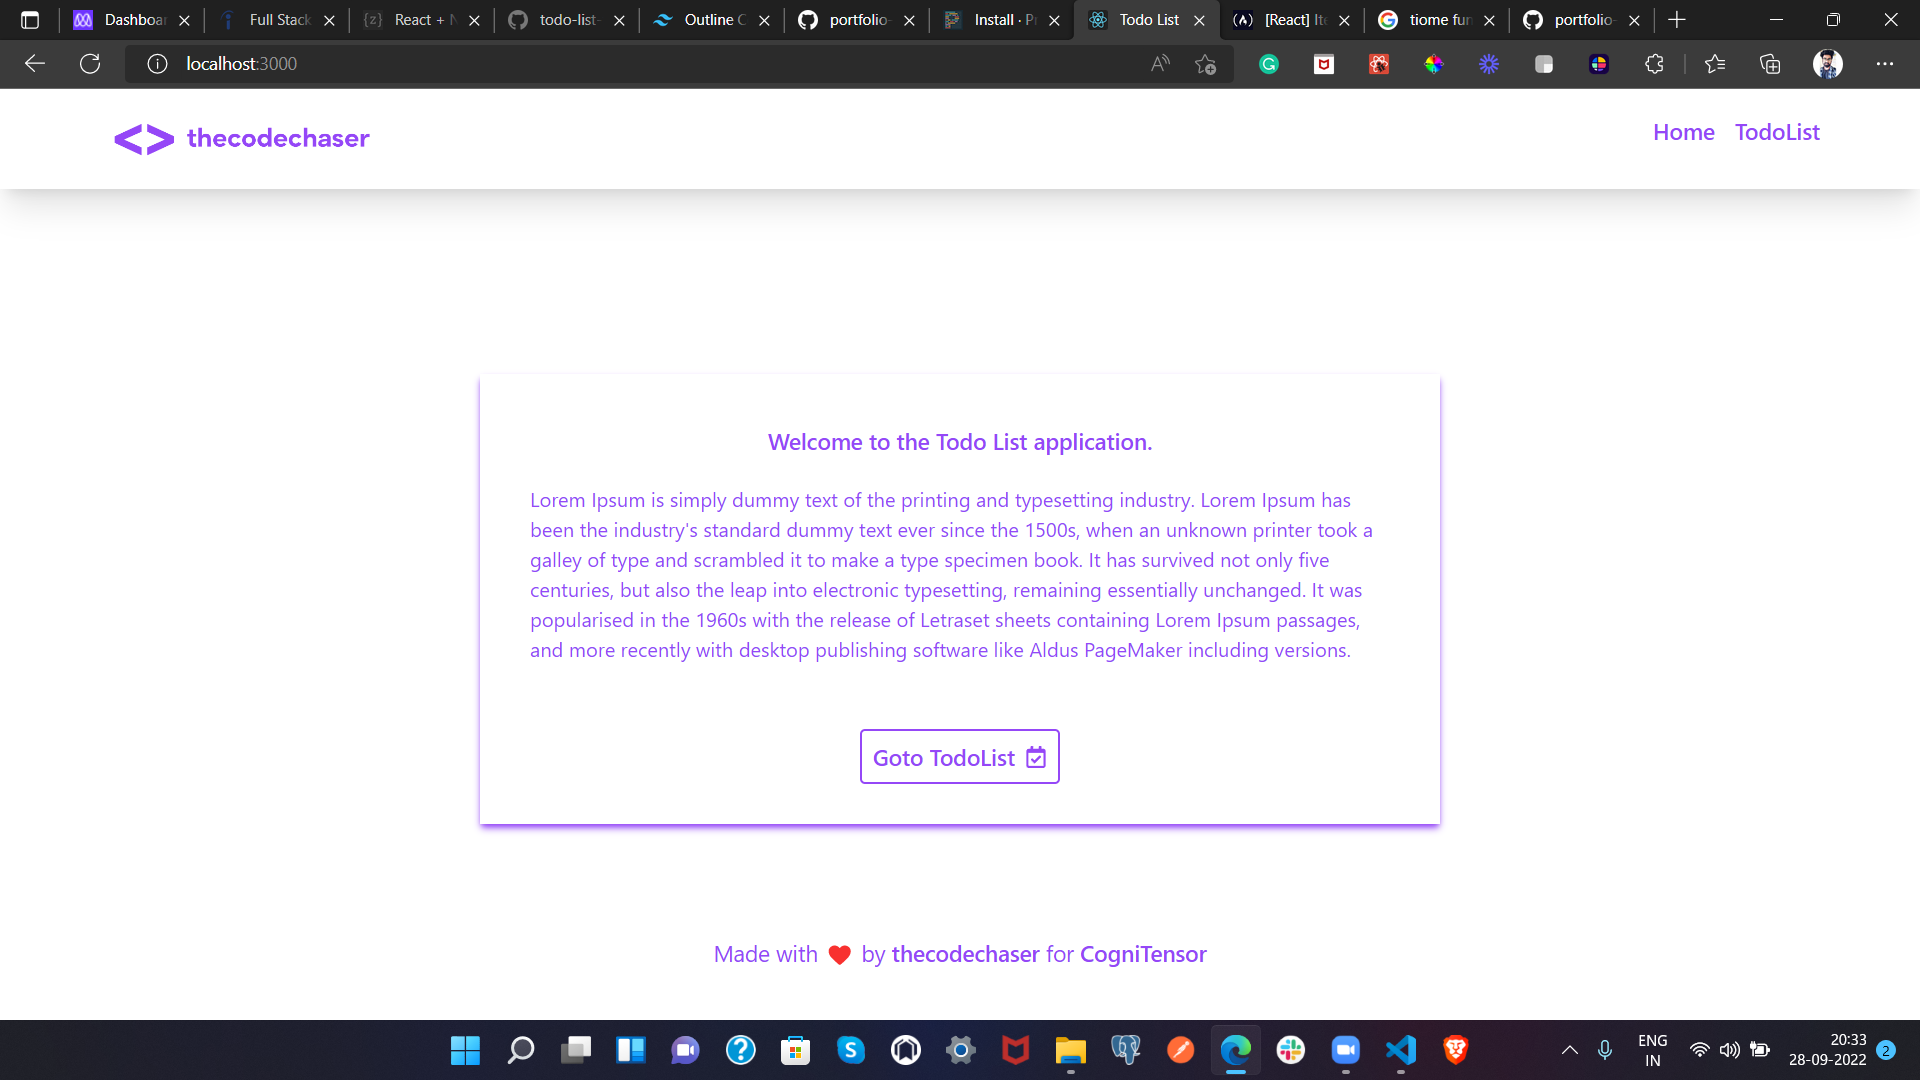 Dashboar
Full Stack
React + N
todo-list-
Outline C
portfolio-
Install · Pr
Todo List
[React] Ite
tiome fun
portfolio-
localhost:3000
<> thecodechaser
Home TodoList
Welcome to the Todo List application.
Lorem Ipsum is simply dummy text of the printing and typesetting industry. Lorem Ipsum has
been the industry's standard dummy text ever since the 1500s, when an unknown printer took a
galley of type and scrambled it to make a type specimen book. It has survived not only five
centuries, but also the leap into electronic typesetting, remaining essentially unchanged. It was
popularised in the 1960s with the release of Letraset sheets containing Lorem Ipsum passages,
and more recently with desktop publishing software like Aldus PageMaker including versions.
Goto TodoList
Made with ❤ by thecodechaser for CogniTensor
ENG
IN
20:33
28-09-2022
2